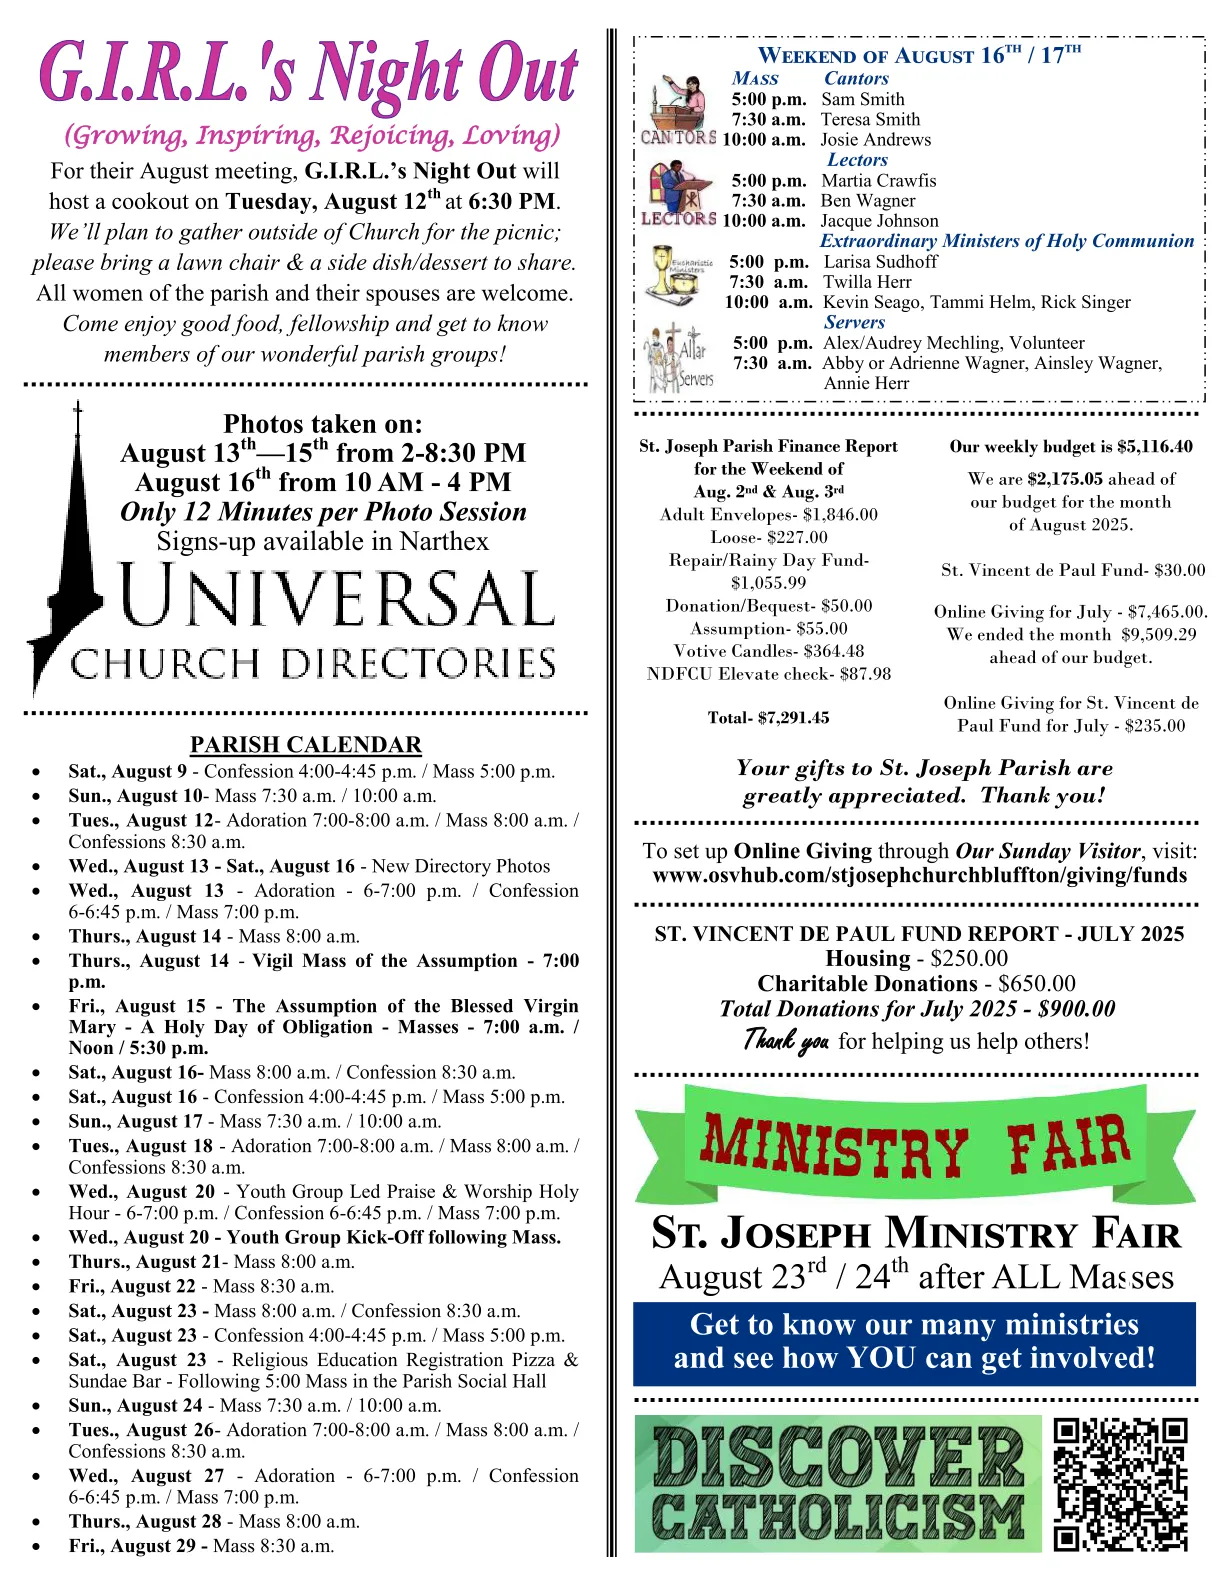 G.I.R.L.'s Night Out
(Growing, Inspiring, Rejoicing, Loving)
For their August meeting, G.I.R.L.’s Night Out will
host a cookout on Tuesday, August 12th at 6:30 PM.
We’ll plan to gather outside of Church for the picnic;
please bring a lawn chair & a side dish/dessert to share.
All women of the parish and their spouses are welcome.
Come enjoy good food, fellowship and get to know
members of our wonderful parish groups!
Photos taken on:
August 13th—15th from 2-8:30 PM
August 16th from 10 AM - 4 PM
Only 12 Minutes per Photo Session
Signs-up available in Narthex
UNIVERSAL
CHURCH DIRECTORIES
PARISH CALENDAR
• Sat., August 9 - Confession 4:00-4:45 p.m. / Mass 5:00 p.m.
• Sun., August 10- Mass 7:30 a.m. / 10:00 a.m.
• Tues., August 12- Adoration 7:00-8:00 a.m. / Mass 8:00 a.m. /
Confessions 8:30 a.m.
• Wed., August 13 - Sat., August 16 - New Directory Photos
• Wed., August 13 - Adoration - 6-7:00 p.m. / Confession
6-6:45 p.m. / Mass 7:00 p.m.
• Thurs., August 14 - Mass 8:00 a.m.
• Thurs., August 14 - Vigil Mass of the Assumption - 7:00
p.m.
• Fri., August 15 - The Assumption of the Blessed Virgin
Mary - A Holy Day of Obligation - Masses - 7:00 a.m. /
Noon / 5:30 p.m.
• Sat., August 16- Mass 8:00 a.m. / Confession 8:30 a.m.
• Sat., August 16 - Confession 4:00-4:45 p.m. / Mass 5:00 p.m.
• Sun., August 17 - Mass 7:30 a.m. / 10:00 a.m.
• Tues., August 18 - Adoration 7:00-8:00 a.m. / Mass 8:00 a.m. /
Confessions 8:30 a.m.
• Wed., August 20 - Youth Group Led Praise & Worship Holy
Hour - 6-7:00 p.m. / Confession 6-6:45 p.m. / Mass 7:00 p.m.
• Wed., August 20 - Youth Group Kick-Off following Mass.
• Thurs., August 21- Mass 8:00 a.m.
• Fri., August 22 - Mass 8:30 a.m.
• Sat., August 23 - Mass 8:00 a.m. / Confession 8:30 a.m.
• Sat., August 23 - Confession 4:00-4:45 p.m. / Mass 5:00 p.m.
• Sat., August 23 - Religious Education Registration Pizza &
Sundae Bar - Following 5:00 Mass in the Parish Social Hall
• Sun., August 24 - Mass 7:30 a.m. / 10:00 a.m.
• Tues., August 26- Adoration 7:00-8:00 a.m. / Mass 8:00 a.m. /
Confessions 8:30 a.m.
• Wed., August 27 - Adoration - 6-7:00 p.m. / Confession
6-6:45 p.m. / Mass 7:00 p.m.
• Thurs., August 28 - Mass 8:00 a.m.
• Fri., August 29 - Mass 8:30 a.m.
WEEKEND OF AUGUST 16TH / 17TH
MASS Cantors
5:00 p.m. Sam Smith
7:30 a.m. Teresa Smith
CANTORS 10:00 a.m. Josie Andrews
Lectors
5:00 p.m. Martia Crawfis
7:30 a.m. Ben Wagner
LECTORS 10:00 a.m. Jacque Johnson
Extraordinary Ministers of Holy Communion
Eucharistic
Ministers
5:00 p.m. Larisa Sudhoff
7:30 a.m. Twilla Herr
10:00 a.m. Kevin Seago, Tammi Helm, Rick Singer
Servers
Altar
Servers
5:00 p.m. Alex/Audrey Mechling, Volunteer
7:30 a.m. Abby or Adrienne Wagner, Ainsley Wagner,
Annie Herr
St. Joseph Parish Finance Report
for the Weekend of
Aug. 2nd & Aug. 3rd
Adult Envelopes- $1,846.00
Loose- $227.00
Repair/Rainy Day Fund-
$1,055.99
Donation/Bequest- $50.00
Assumption- $55.00
Votive Candles- $364.48
NDFCU Elevate check- $87.98
Total- $7,291.45
Our weekly budget is $5,116.40
We are $2,175.05 ahead of
our budget for the month
of August 2025.
St. Vincent de Paul Fund- $30.00
Online Giving for July - $7,465.00.
We ended the month $9,509.29
ahead of our budget.
Online Giving for St. Vincent de
Paul Fund for July - $235.00
Your gifts to St. Joseph Parish are
greatly appreciated. Thank you!
To set up Online Giving through Our Sunday Visitor, visit:
www.osvhub.com/stjosephchurchbluffton/giving/funds
ST. VINCENT DE PAUL FUND REPORT - JULY 2025
Housing - $250.00
Charitable Donations - $650.00
Total Donations for July 2025 - $900.00
Thank you for helping us help others!
MINISTRY FAIR
ST. JOSEPH MINISTRY FAIR
August 23rd / 24th after ALL Masses
Get to know our many ministries
and see how YOU can get involved!
DISCOVER
CATHOLICISM